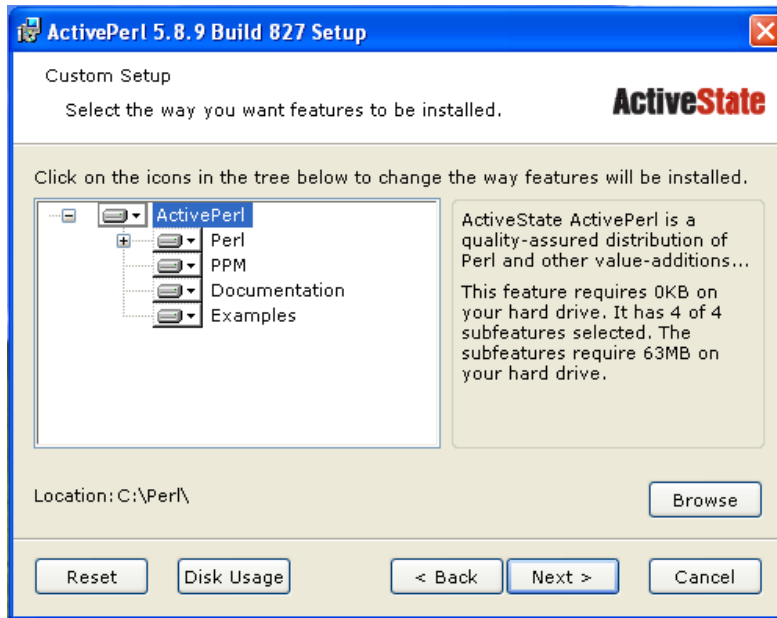 ActivePerl 5.8.9 Build 827 Setup
Custom Setup
Select the way you want features to be installed.
ActiveState
Click on the icons in the tree below to change the way features will be installed.
ActivePerl
Perl
PPM
Documentation
Examples
ActiveState ActivePerl is a
quality-assured distribution of
Perl and other value-additions...
This feature requires 0KB on
your hard drive. It has 4 of 4
subfeatures selected. The
subfeatures require 63MB on
your hard drive.
Location: C:\Perl\
Browse
Reset
Disk Usage
< Back
Next >
Cancel